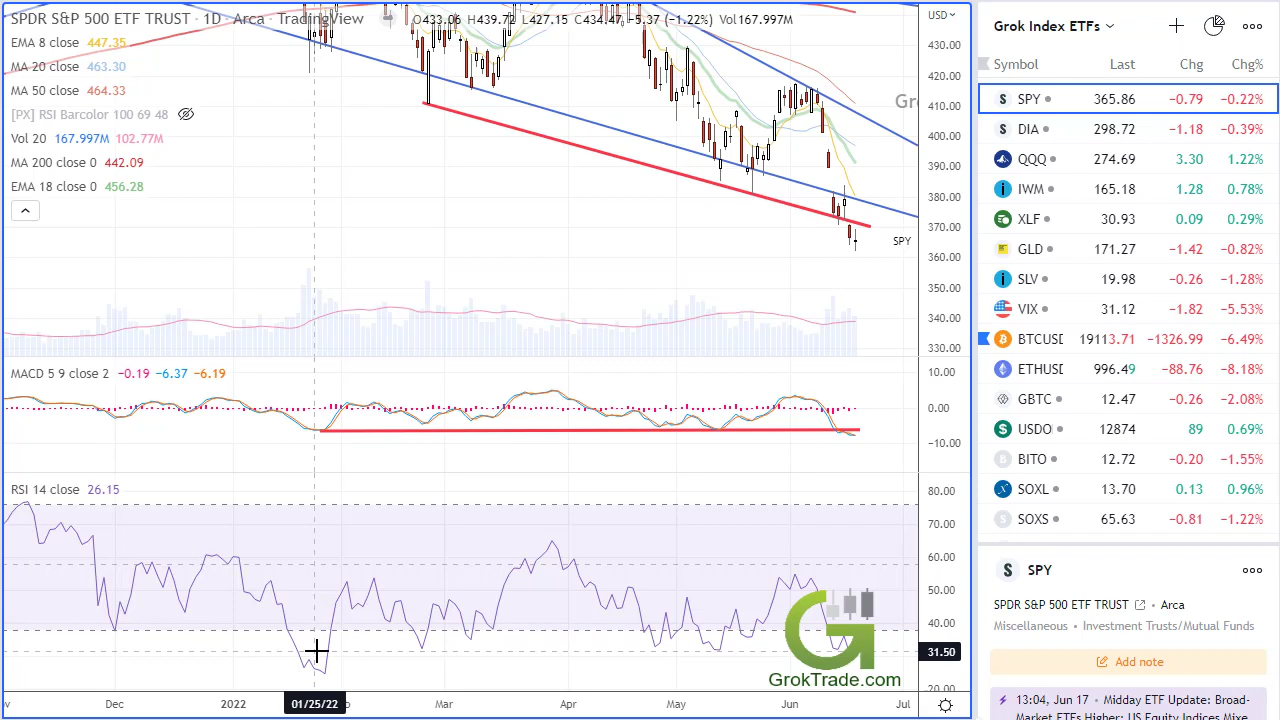 SPDR S&P 500 ETF TRUST · 1D · Arca · TradingView O433.06 H439.72 L427.15 C434.47 -5.37 (-1.22%) Vol167.997M
EMA 8 close 447.35
MA 20 close 463.30
MA 50 close 464.33
[PX] RSI Barcolor 100 69 48
Vol 20 167.997M 102.77M
MA 200 close 0 442.09
EMA 18 close 0 456.28
USD
430.00
420.00
410.00
400.00
390.00
380.00
370.00
360.00
350.00
340.00
330.00
Gr
SPY
MACD 5 9 close 2 -0.19 -6.37 -6.19
10.00
0.00
-10.00
RSI 14 close 26.15
80.00
70.00
60.00
50.00
40.00
31.50
20.00
G
GrokTrade.com
Dec 2022 01/25/22 Mar Apr May Jun Jul
Grok Index ETFs
Symbol Last Chg Chg%
SPY 365.86 -0.79 -0.22%
DIA 298.72 -1.18 -0.39%
QQQ 274.69 3.30 1.22%
IWM 165.18 1.28 0.78%
XLF 30.93 0.09 0.29%
GLD 171.27 -1.42 -0.82%
SLV 19.98 -0.26 -1.28%
VIX 31.12 -1.82 -5.53%
BTCUSD 19113.71 -1326.99 -6.49%
ETHUSD 996.49 -88.76 -8.18%
GBTC 12.47 -0.26 -2.08%
USDO 12874 89 0.69%
BITO 12.72 -0.20 -1.55%
SOXL 13.70 0.13 0.96%
SOXS 65.63 -0.81 -1.22%
S SPY
SPDR S&P 500 ETF TRUST • Arca
Miscellaneous • Investment Trusts/Mutual Funds
Add note
13:04, Jun 17 • Midday ETF Update: Broad-
Market ETFs Higher; US Equity Indices Mixe